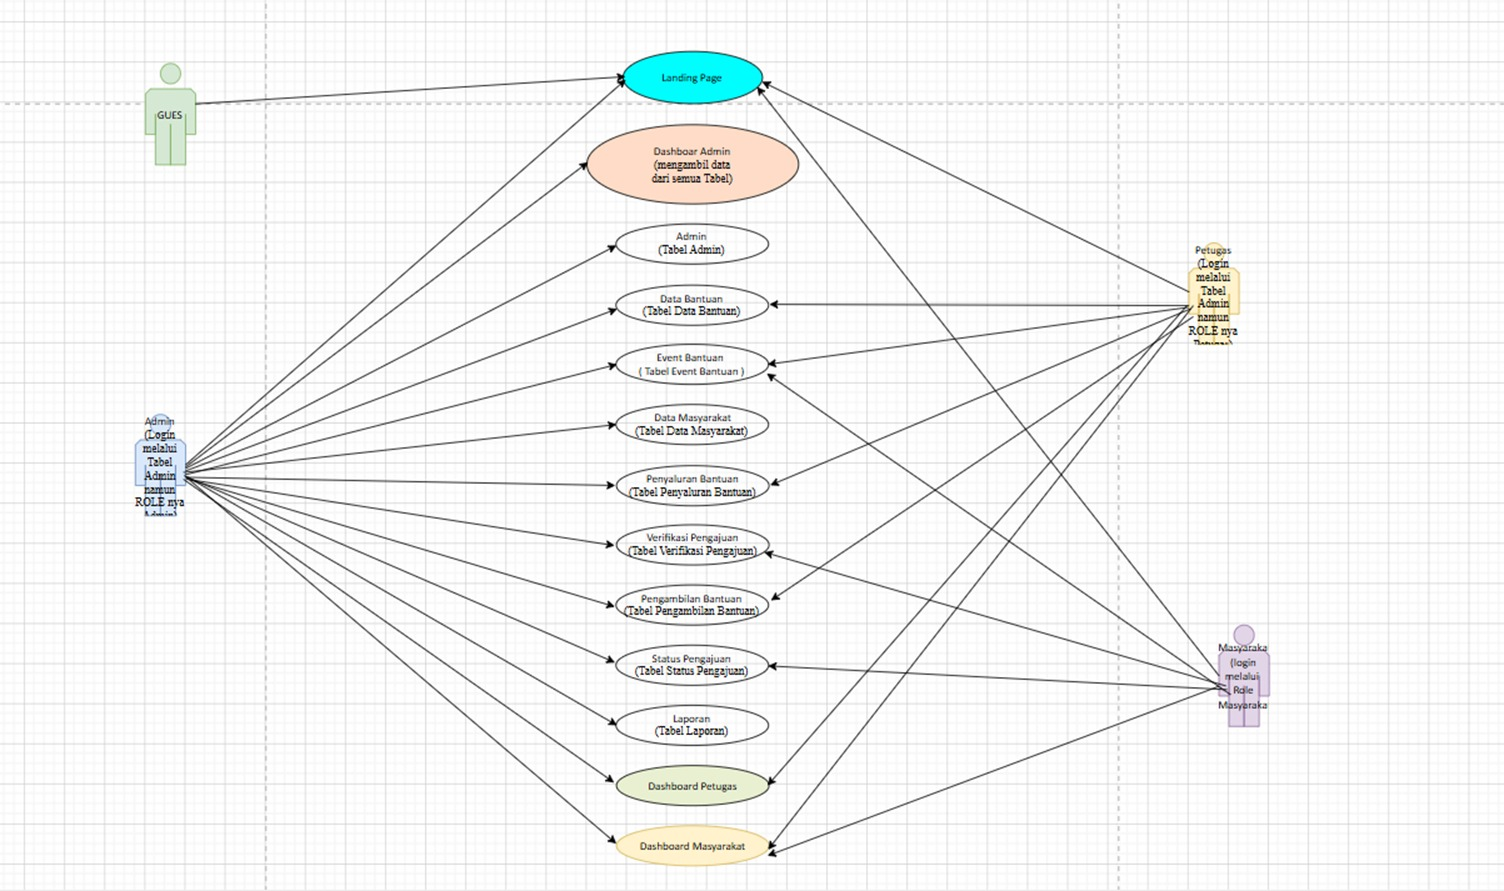 GUES
Landing Page
Dashboar Admin
(mengambil data
dari semua Tabel)
Admin
(Tabel Admin)
Data Bantuan
(Tabel Data Bantuan)
Event Bantuan
( Tabel Event Bantuan )
Data Masyarakat
(Tabel Data Masyarakat)
Penyaluran Bantuan
(Tabel Penyaluran Bantuan)
Verifikasi Pengajuan
(Tabel Verifikasi Pengajuan)
Pengambilan Bantuan
(Tabel Pengambilan Bantuan)
Status Pengajuan
(Tabel Status Pengajuan)
Laporan
(Tabel Laporan)
Dashboard Petugas
Dashboard Masyarakat
Admin
(Login
melalui
Tabel
Admin
namun
ROLE nya
Admin)
Petugas
(Login
melalui
Tabel
Admin
namun
ROLE nya
Masyaraka
(login
melalui
Role
Masyaraka